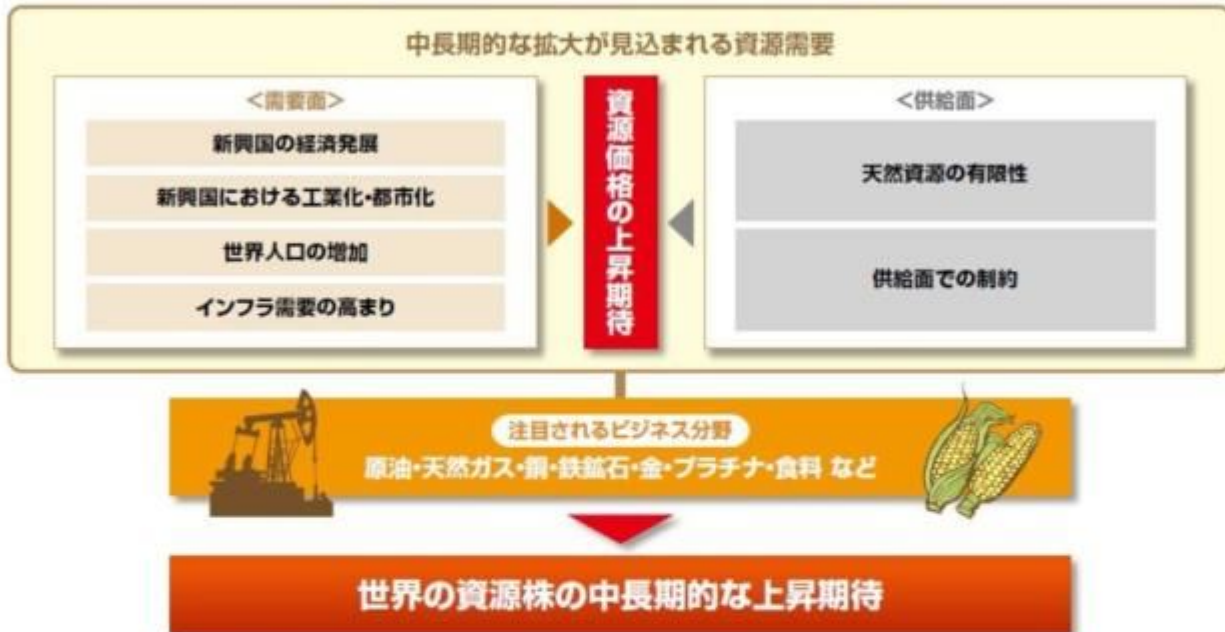 中長期的な拡大が見込まれる資源需要
<需要面>
新興国の経済発展
新興国における工業化・都市化
世界人口の増加
インフラ需要の高まり
資源価格の上昇期待
<供給面>
天然資源の有限性
供給面での制約
注目されるビジネス分野
原油・天然ガス・銅・鉄鉱石・金・プラチナ・食料 など
世界の資源株の中長期的な上昇期待